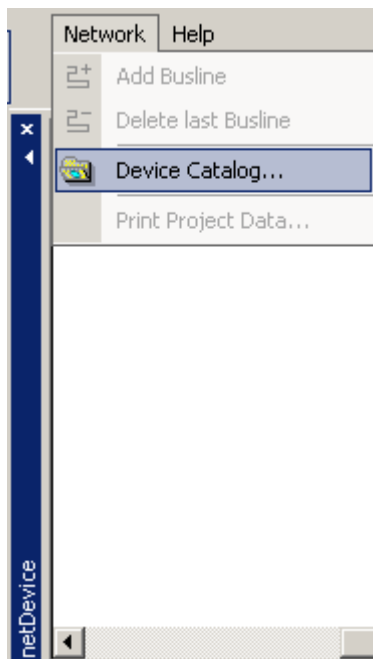 Network Help
Add Busline
Delete last Busline
Device Catalog...
Print Project Data...
netDevice